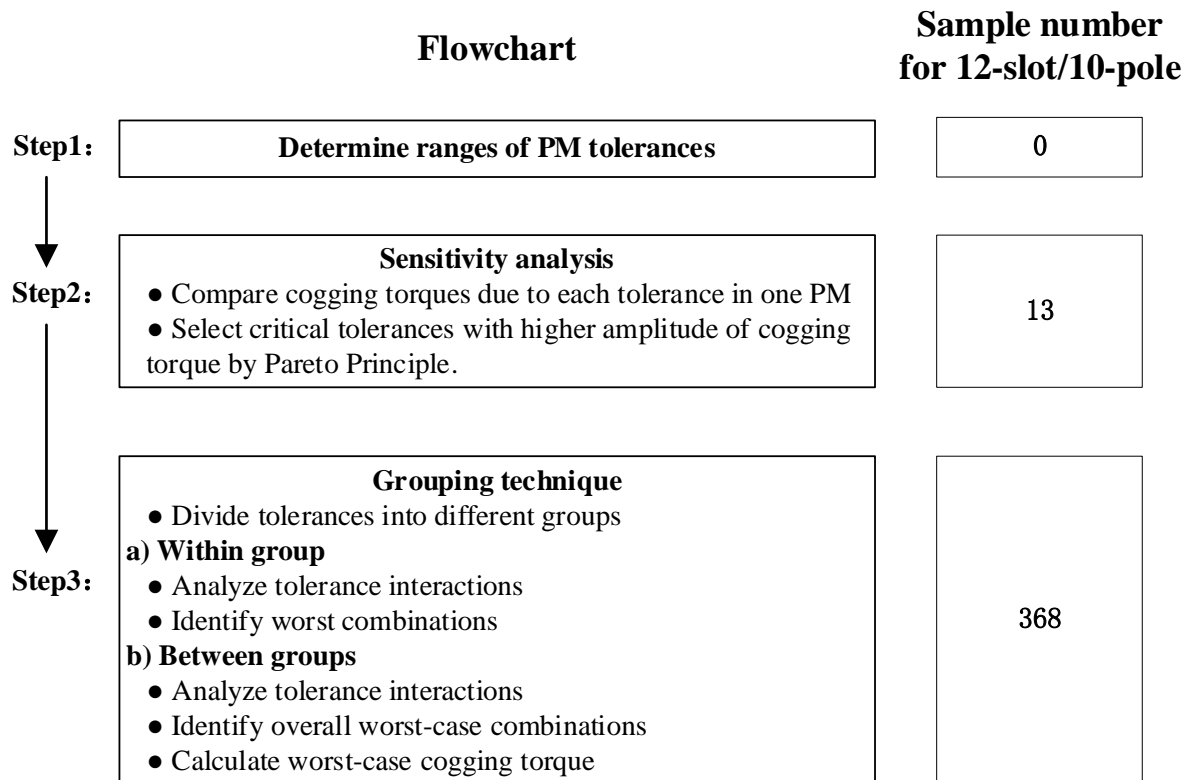 Flowchart
Sample number
for 12-slot/10-pole
Step1：
Determine ranges of PM tolerances
0
Step2：
Sensitivity analysis
● Compare cogging torques due to each tolerance in one PM
● Select critical tolerances with higher amplitude of cogging
torque by Pareto Principle.
13
Step3：
Grouping technique
● Divide tolerances into different groups
a) Within group
● Analyze tolerance interactions
● Identify worst combinations
b) Between groups
● Analyze tolerance interactions
● Identify overall worst-case combinations
● Calculate worst-case cogging torque
368